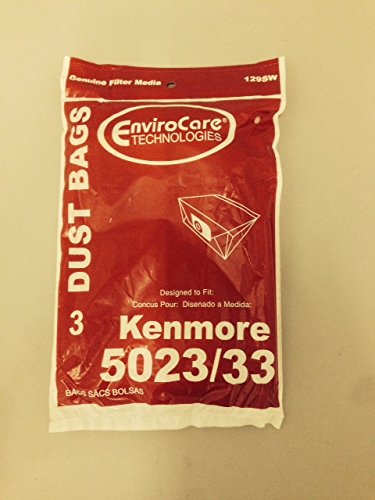 Genuine Filter Media
129SW
EnviroCare®
TECHNOLOGIES
3 DUST BAGS
Designed to Fit:
Concus Pour: Disenado a Medida:
Kenmore
5023/33
BAGS SACS BOLSAS